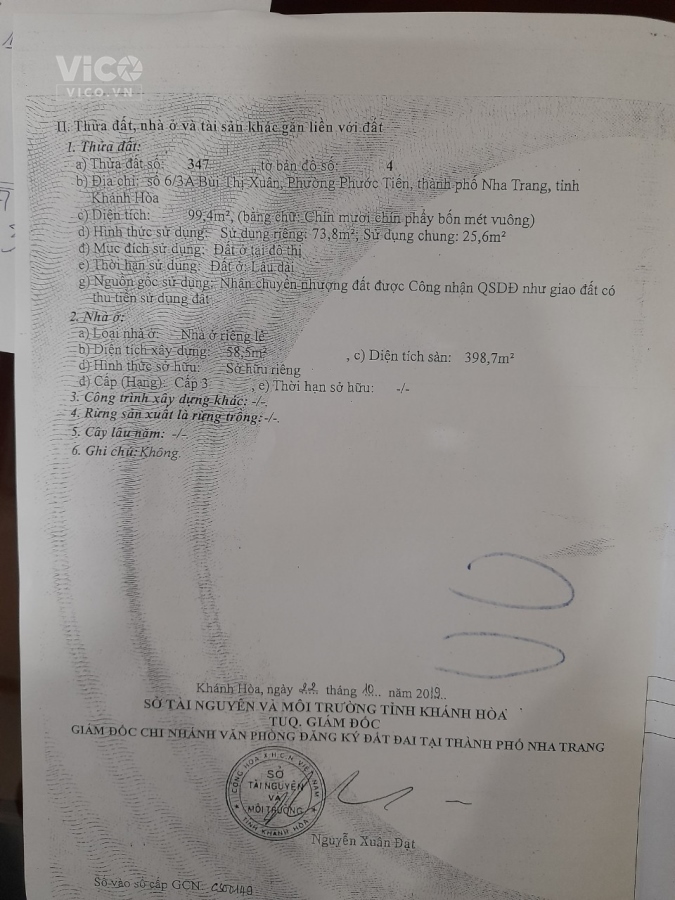 ViCO
VICO.VN
II. Thửa đất, nhà ở và tài sản khác gắn liền với đất
1. Thửa đất:
a) Thửa đất số: 347 , tờ bản đồ số: 4
b) Địa chỉ: số 6/3A Bùi Thị Xuân, Phường Phước Tiến, thành phố Nha Trang, tỉnh
Khánh Hòa
c) Diện tích: 99,4m², (bằng chữ: Chín mươi chín phẩy bốn mét vuông)
d) Hình thức sử dụng: Sử dụng riêng: 73,8m²; Sử dụng chung: 25,6m²
đ) Mục đích sử dụng: Đất ở tại đô thị
e) Thời hạn sử dụng: Đất ở: Lâu dài
g) Nguồn gốc sử dụng: Nhận chuyển nhượng đất được Công nhận QSDĐ như giao đất có
thu tiền sử dụng đất
2. Nhà ở:
a) Loại nhà ở: Nhà ở riêng lẻ
b) Diện tích xây dựng: 58,5m² , c) Diện tích sàn: 398,7m²
d) Hình thức sở hữu: Sở hữu riêng
đ) Cấp (Hạng): Cấp 3 , e) Thời hạn sở hữu: -/-
3. Công trình xây dựng khác: -/-
4. Rừng sản xuất là rừng trồng: -/-.
5. Cây lâu năm: -/-
6. Ghi chú: Không.
Khánh Hòa, ngày 22 tháng 10.. năm 2019..
SỞ TÀI NGUYÊN VÀ MÔI TRƯỜNG TỈNH KHÁNH HÒA
TUQ. GIÁM ĐỐC
GIÁM ĐỐC CHI NHÁNH VĂN PHÒNG ĐĂNG KÝ ĐẤT ĐAI TẠI THÀNH PHỐ NHA TRANG
CỘNG HÒA X.H.C.N VIỆT NAM
SỞ
TÀI NGUYÊN
VÀ
MÔI TRƯỜNG
TỈNH KHÁNH HÒA
Nguyễn Xuân Đạt
Số vào sổ cấp GCN: